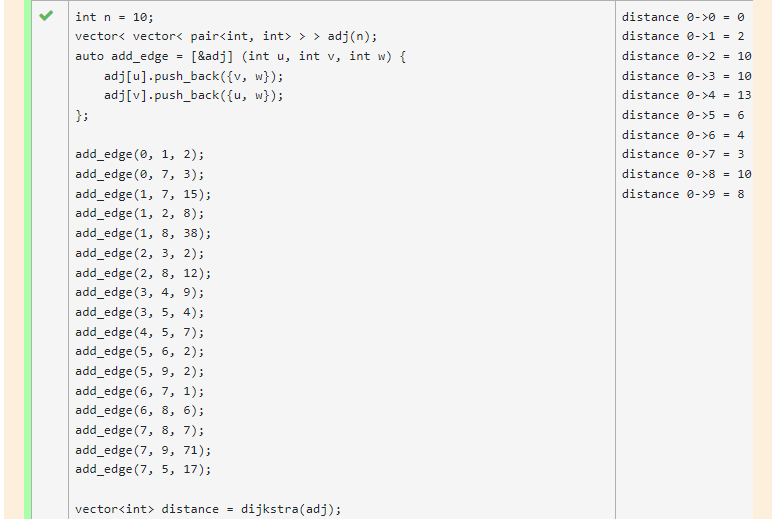 int n = 10;
vector< vector< pair<int, int> > > adj(n);
auto add_edge = [&adj] (int u, int v, int w) {
    adj[u].push_back({v, w});
    adj[v].push_back({u, w});
};

add_edge(0, 1, 2);
add_edge(0, 7, 3);
add_edge(1, 7, 15);
add_edge(1, 2, 8);
add_edge(1, 8, 38);
add_edge(2, 3, 2);
add_edge(2, 8, 12);
add_edge(3, 4, 9);
add_edge(3, 5, 4);
add_edge(4, 5, 7);
add_edge(5, 6, 2);
add_edge(5, 9, 2);
add_edge(6, 7, 1);
add_edge(6, 8, 6);
add_edge(7, 8, 7);
add_edge(7, 9, 71);
add_edge(7, 5, 17);

vector<int> distance = dijkstra(adj);
distance 0->0 = 0
distance 0->1 = 2
distance 0->2 = 10
distance 0->3 = 10
distance 0->4 = 13
distance 0->5 = 6
distance 0->6 = 4
distance 0->7 = 3
distance 0->8 = 10
distance 0->9 = 8